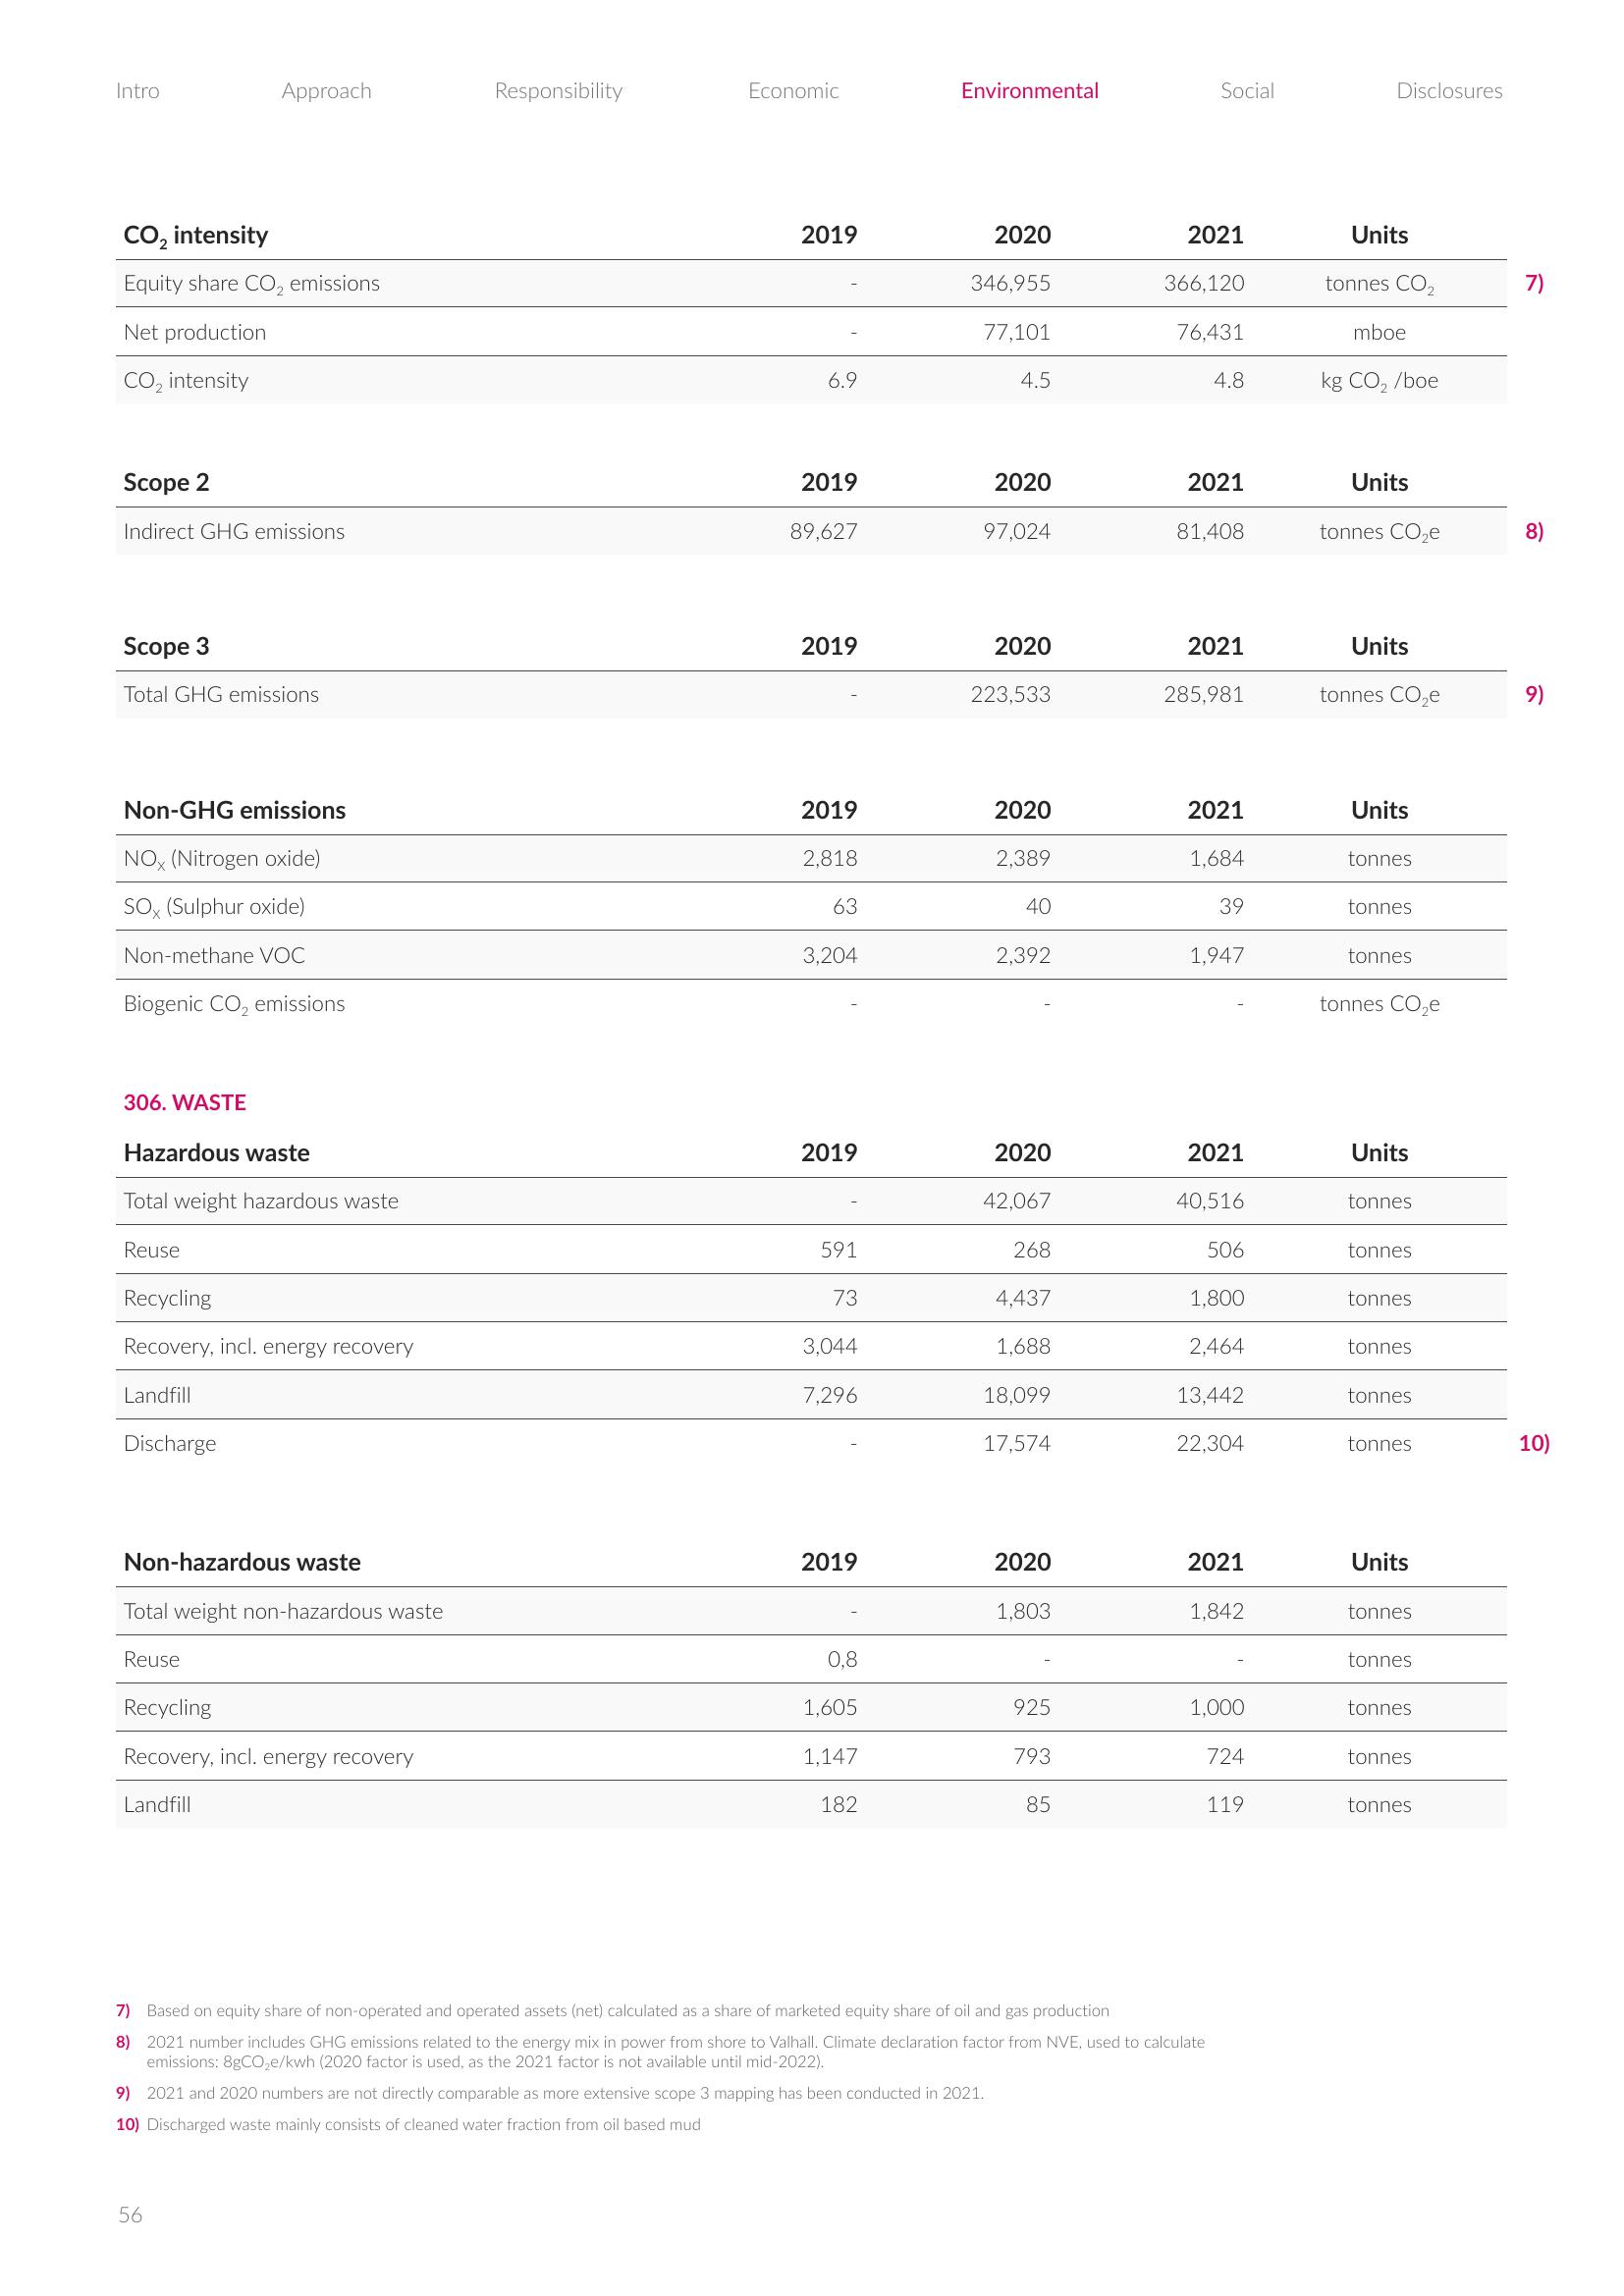 Intro Approach Responsibility Economic Environmental Social Disclosures
CO₂ intensity 2019 2020 2021 Units
Equity share CO₂ emissions - 346,955 366,120 tonnes CO₂ 7)
Net production - 77,101 76,431 mboe
CO₂ intensity 6.9 4.5 4.8 kg CO₂ /boe
Scope 2 2019 2020 2021 Units
Indirect GHG emissions 89,627 97,024 81,408 tonnes CO₂e 8)
Scope 3 2019 2020 2021 Units
Total GHG emissions - 223,533 285,981 tonnes CO₂e 9)
Non-GHG emissions 2019 2020 2021 Units
NOₓ (Nitrogen oxide) 2,818 2,389 1,684 tonnes
SOₓ (Sulphur oxide) 63 40 39 tonnes
Non-methane VOC 3,204 2,392 1,947 tonnes
Biogenic CO₂ emissions - - - tonnes CO₂e
306. WASTE
Hazardous waste 2019 2020 2021 Units
Total weight hazardous waste - 42,067 40,516 tonnes
Reuse 591 268 506 tonnes
Recycling 73 4,437 1,800 tonnes
Recovery, incl. energy recovery 3,044 1,688 2,464 tonnes
Landfill 7,296 18,099 13,442 tonnes
Discharge - 17,574 22,304 tonnes 10)
Non-hazardous waste 2019 2020 2021 Units
Total weight non-hazardous waste - 1,803 1,842 tonnes
Reuse 0,8 - - tonnes
Recycling 1,605 925 1,000 tonnes
Recovery, incl. energy recovery 1,147 793 724 tonnes
Landfill 182 85 119 tonnes
7) Based on equity share of non-operated and operated assets (net) calculated as a share of marketed equity share of oil and gas production
8) 2021 number includes GHG emissions related to the energy mix in power from shore to Valhall. Climate declaration factor from NVE, used to calculate
emissions: 8gCO₂e/kwh (2020 factor is used, as the 2021 factor is not available until mid-2022).
9) 2021 and 2020 numbers are not directly comparable as more extensive scope 3 mapping has been conducted in 2021.
10) Discharged waste mainly consists of cleaned water fraction from oil based mud
56